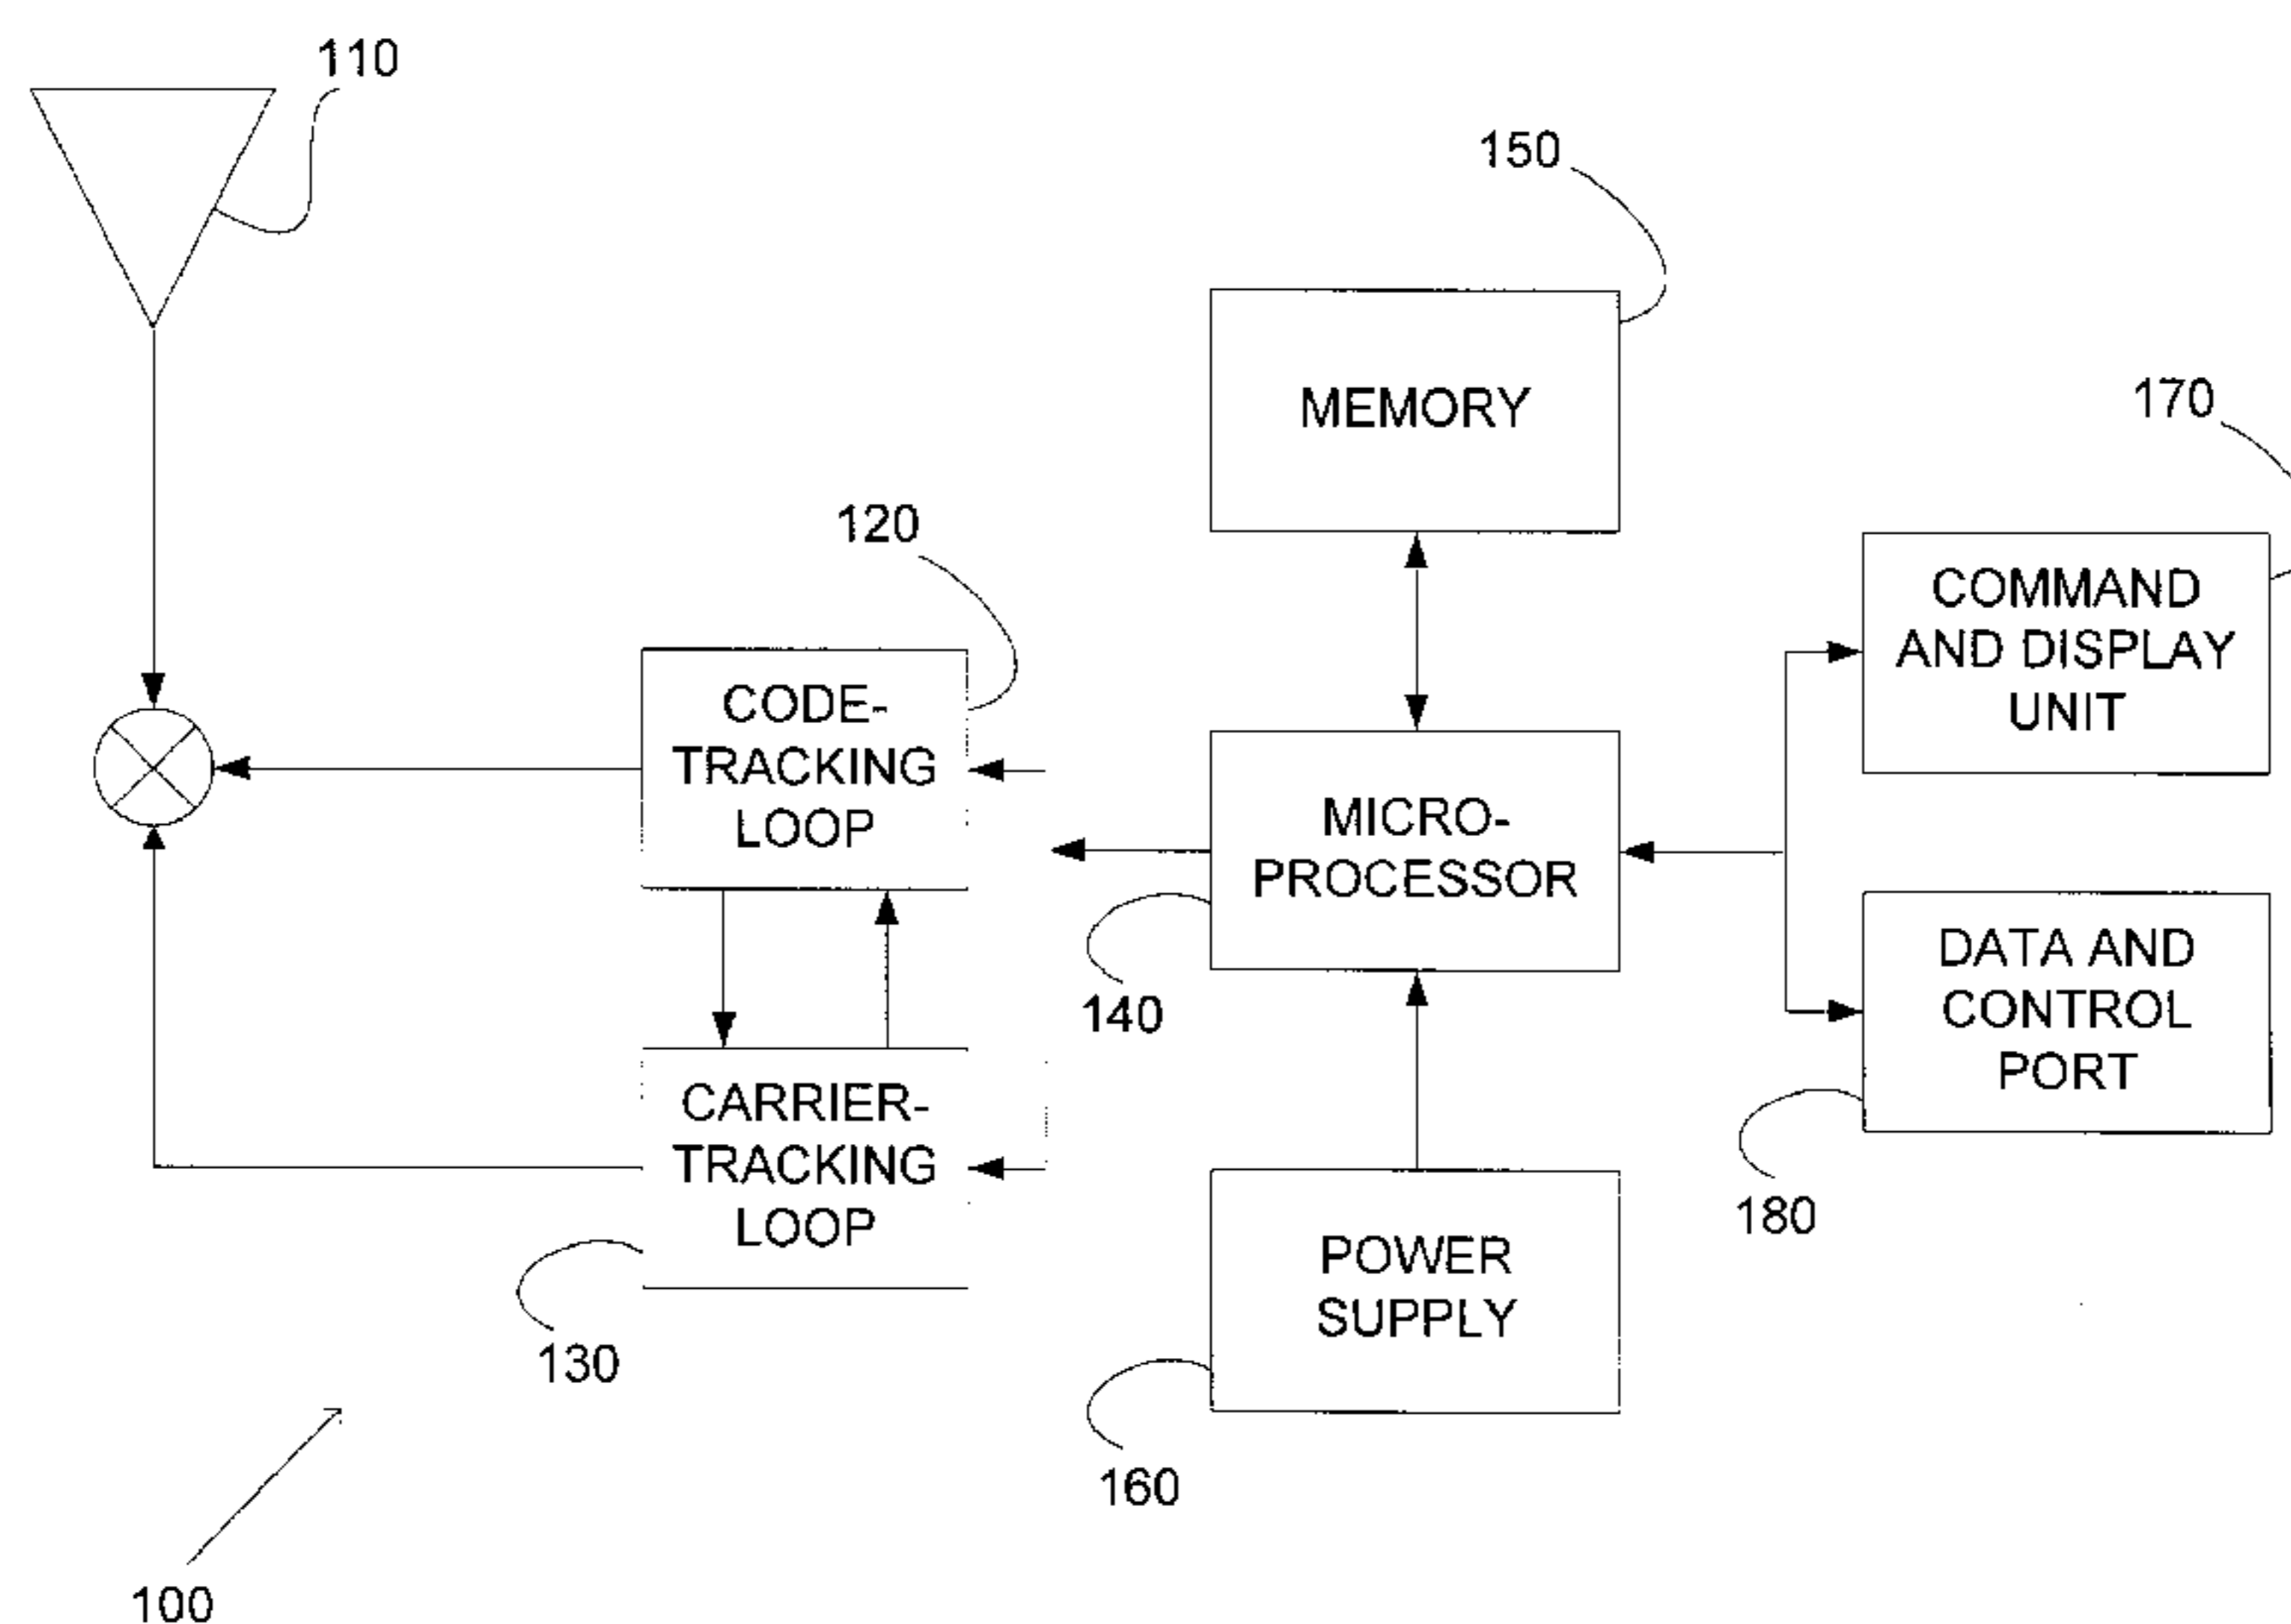 110
150
170
MEMORY
120
COMMAND
AND DISPLAY
UNIT
CODE-
TRACKING
LOOP
MICRO-
PROCESSOR
DATA AND
CONTROL
PORT
140
CARRIER-
TRACKING
LOOP
180
POWER
SUPPLY
130
160
100